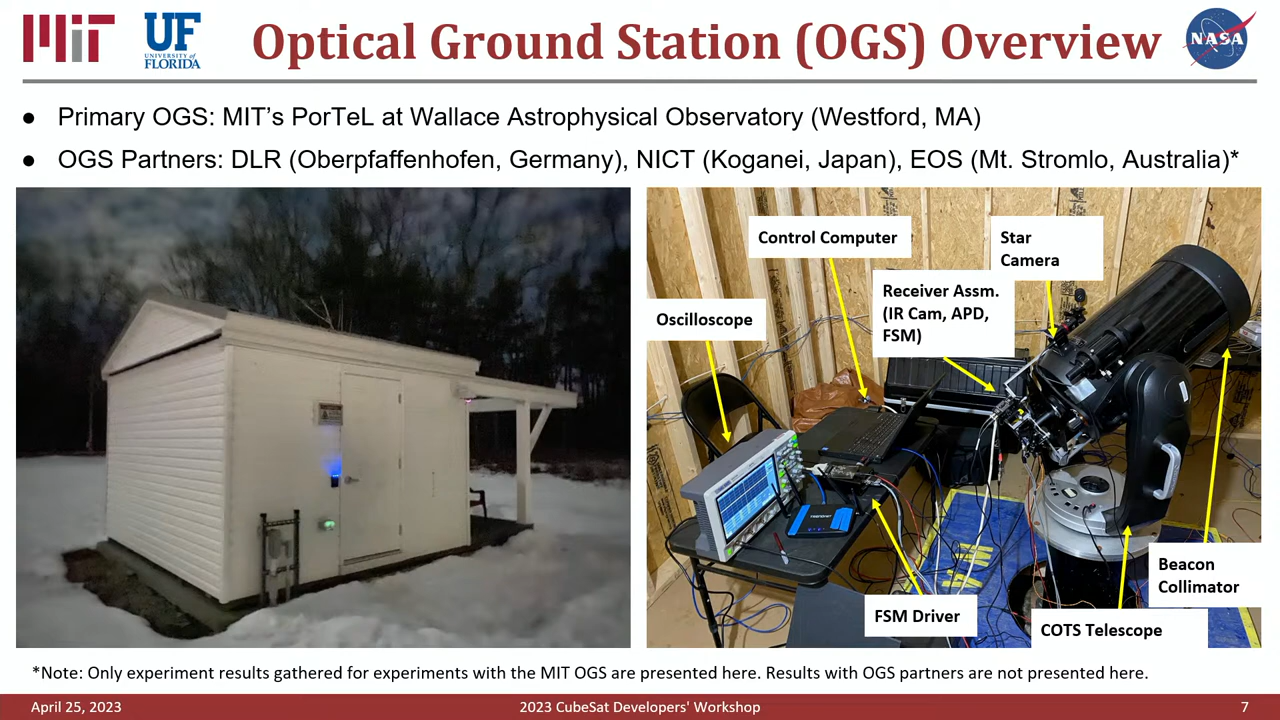 MIT
UF
UNIVERSITY of
FLORIDA
Optical Ground Station (OGS) Overview
NASA
● Primary OGS: MIT's PorTeL at Wallace Astrophysical Observatory (Westford, MA)
● OGS Partners: DLR (Oberpfaffenhofen, Germany), NICT (Koganei, Japan), EOS (Mt. Stromlo, Australia)*
Control Computer
Star
Camera
Receiver Assm.
(IR Cam, APD,
FSM)
Oscilloscope
Beacon
Collimator
FSM Driver
COTS Telescope
*Note: Only experiment results gathered for experiments with the MIT OGS are presented here. Results with OGS partners are not presented here.
April 25, 2023
2023 CubeSat Developers' Workshop
7